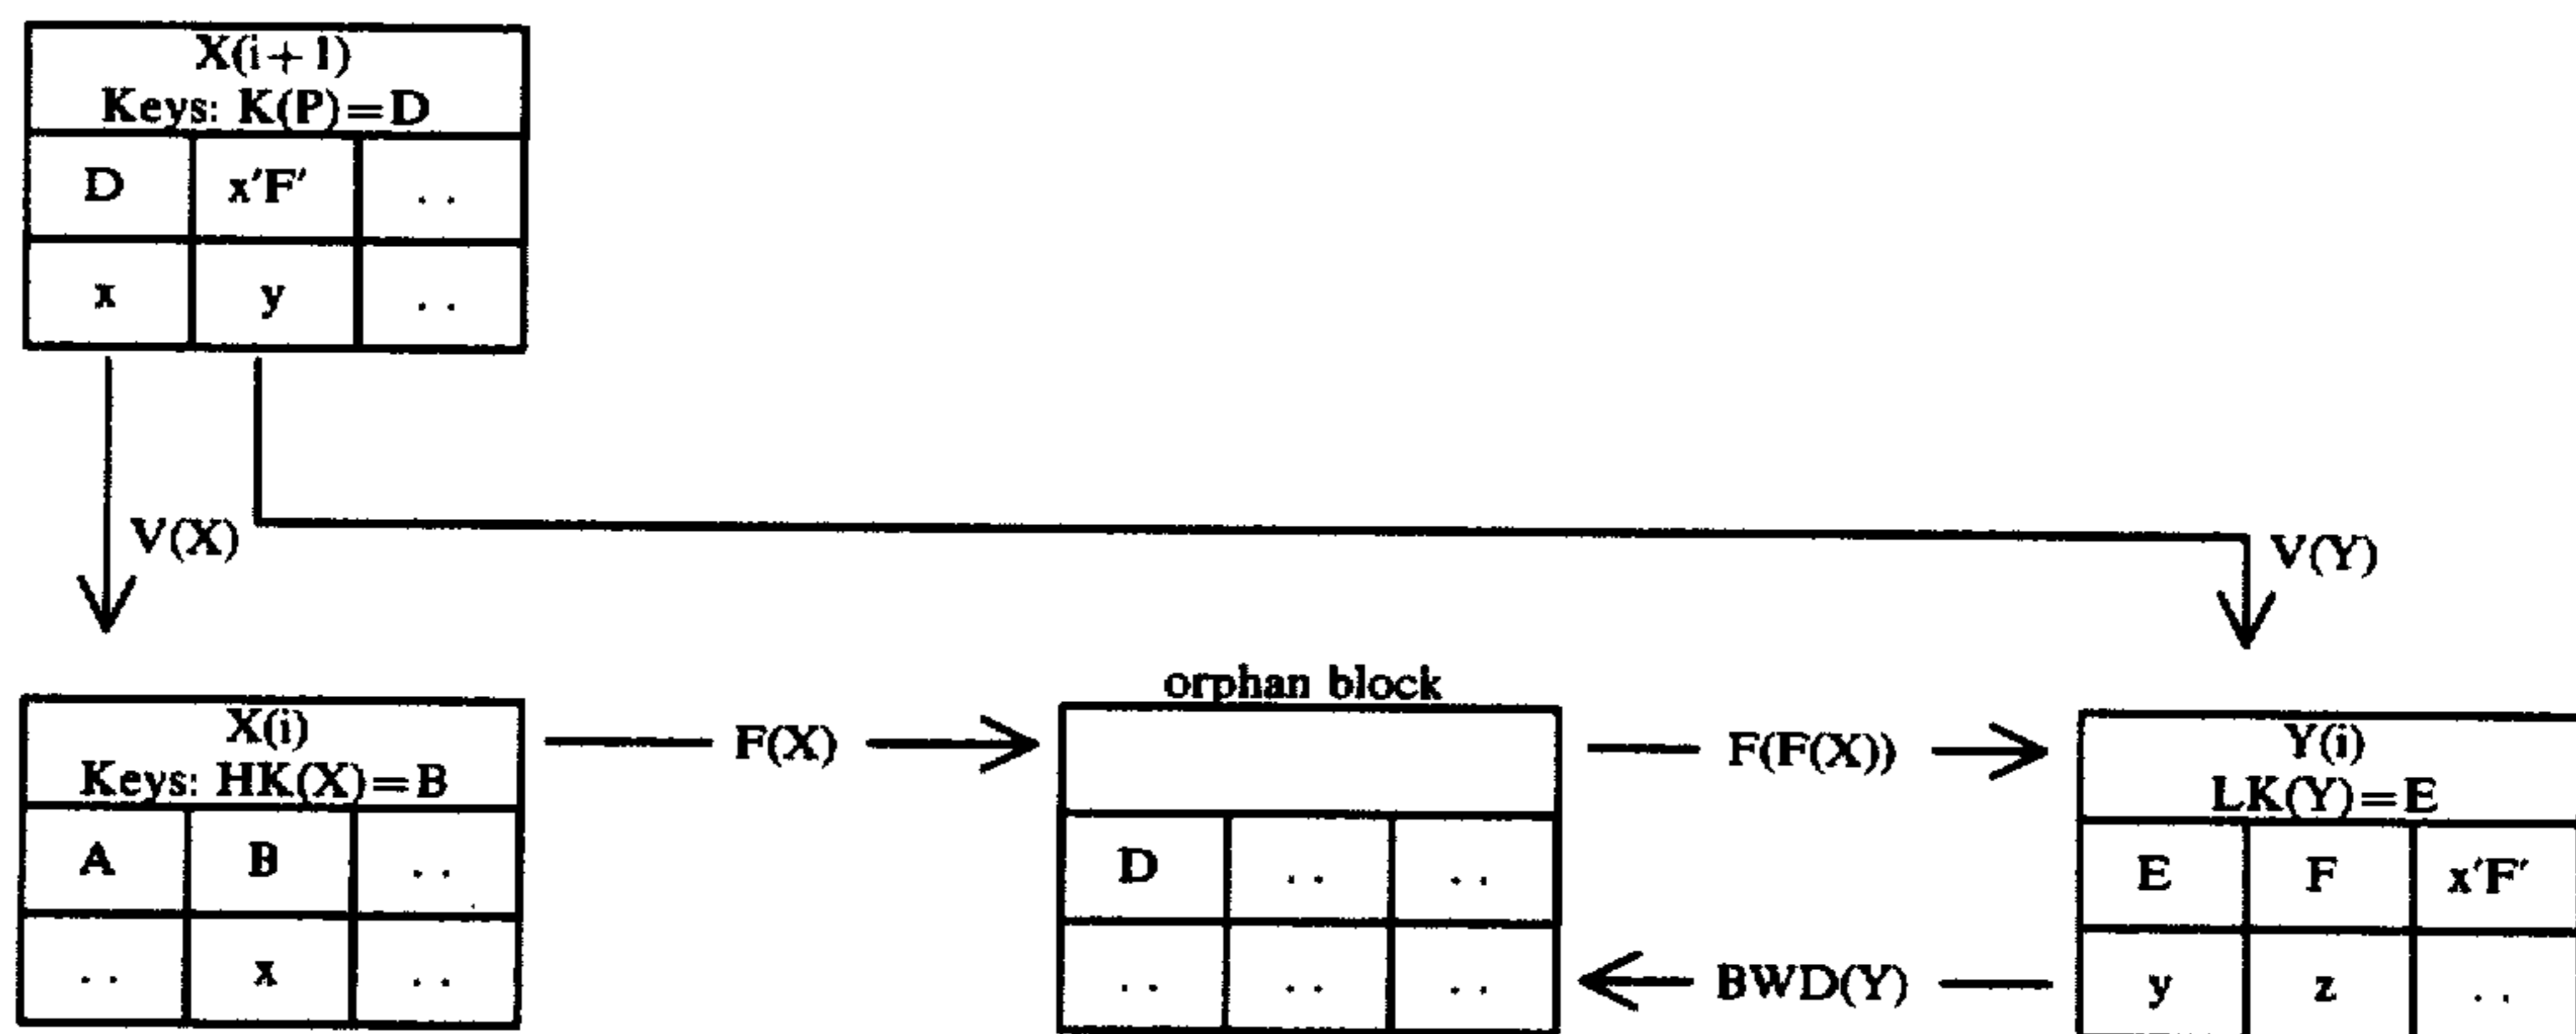 X(i+1)
Keys: K(P)=D
D x'F' ..
x y ..
V(X) V(Y)
orphan block
X(i)
Keys: HK(X)=B
A B ..
.. x ..
F(X)
D .. ..
.. .. ..
F(F(X))
BWD(Y)
Y(i)
LK(Y)=E
E F x'F'
y z ..